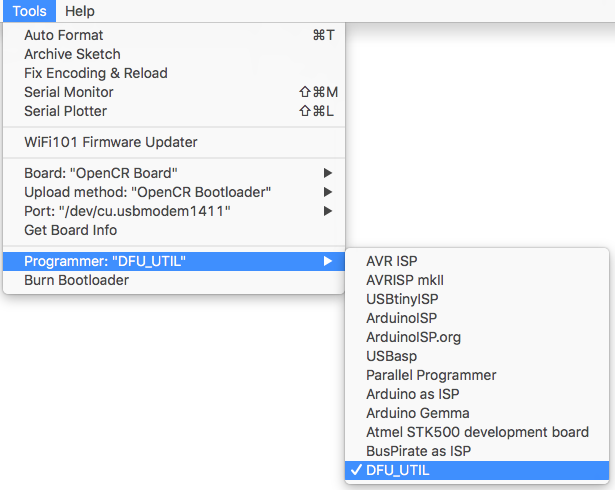 Tools Help
Auto Format ⌘T
Archive Sketch
Fix Encoding & Reload
Serial Monitor ⇧⌘M
Serial Plotter ⇧⌘L
WiFi101 Firmware Updater
Board: "OpenCR Board"
Upload method: "OpenCR Bootloader"
Port: "/dev/cu.usbmodem1411"
Get Board Info
Programmer: "DFU_UTIL"
Burn Bootloader
AVR ISP
AVRISP mkII
USBtinyISP
ArduinoISP
ArduinoISP.org
USBasp
Parallel Programmer
Arduino as ISP
Arduino Gemma
Atmel STK500 development board
BusPirate as ISP
✓ DFU_UTIL